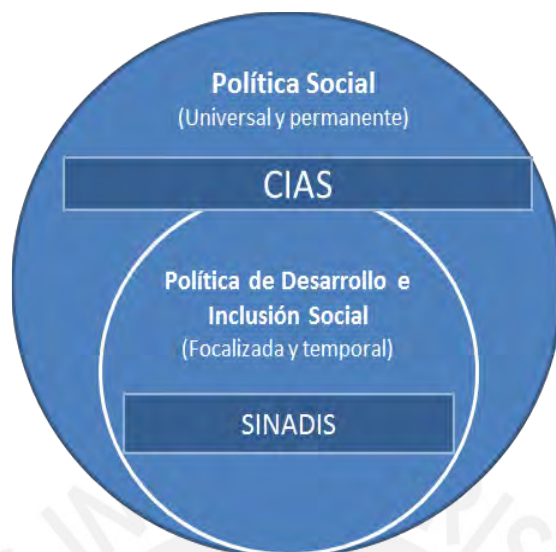 Política Social
(Universal y permanente)
CIAS
Política de Desarrollo e
Inclusión Social
(Focalizada y temporal)
SINADIS